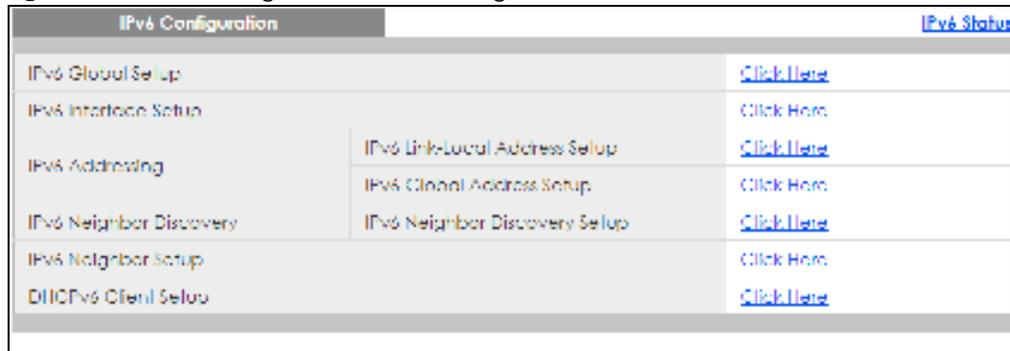 IPv6 Configuration IPv6 Status
IPv6 Global Setup Click Here
IPv6 Interface Setup Click Here
IPv6 Addressing IPv6 Link-Local Address Setup Click Here
IPv6 Global Address Setup Click Here
IPv6 Neighbor Discovery IPv6 Neighbor Discovery Setup Click Here
IPv6 Neighbor Setup Click Here
DHCPv6 Client Setup Click Here